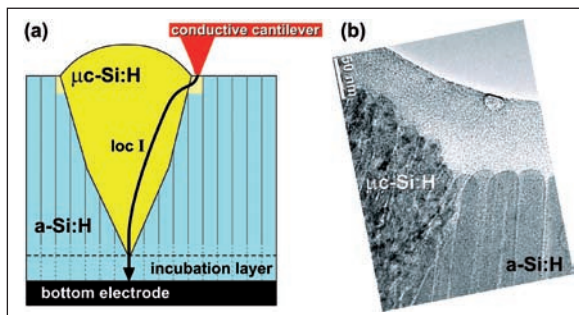 (a)
conductive cantilever
μc-Si:H
loc I
a-Si:H
incubation layer
bottom electrode
(b)
50 nm
μc-Si:H
a-Si:H